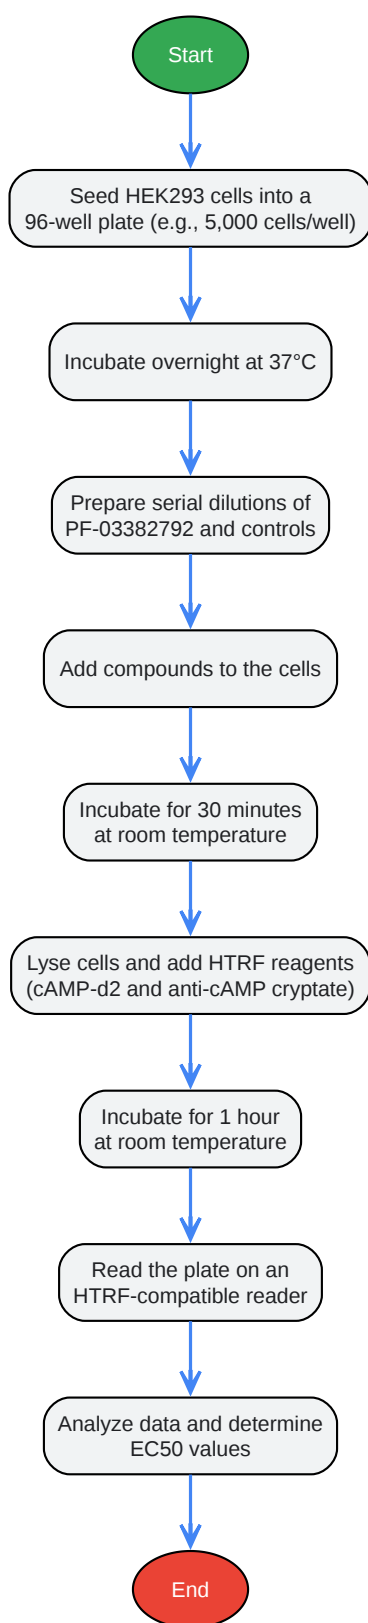 Start
Seed HEK293 cells into a
96-well plate (e.g., 5,000 cells/well)
Incubate overnight at 37°C
Prepare serial dilutions of
PF-03382792 and controls
Add compounds to the cells
Incubate for 30 minutes
at room temperature
Lyse cells and add HTRF reagents
(cAMP-d2 and anti-cAMP cryptate)
Incubate for 1 hour
at room temperature
Read the plate on an
HTRF-compatible reader
Analyze data and determine
EC50 values
End